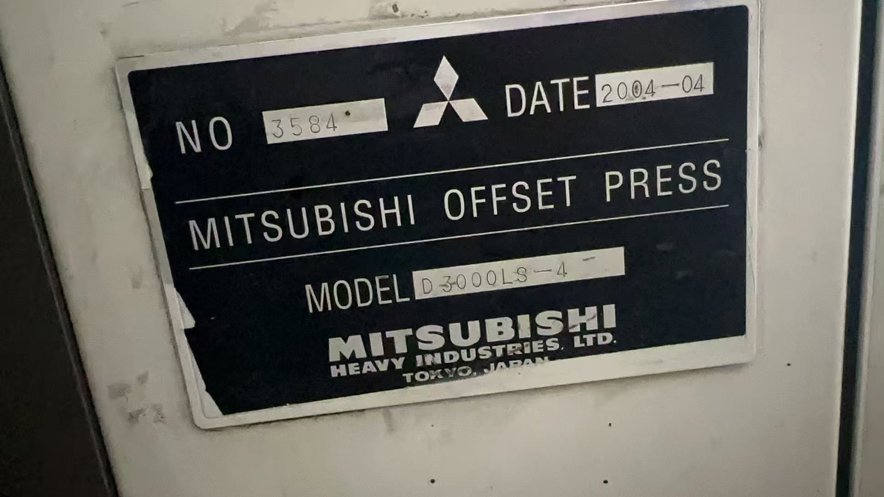 NO 3584 DATE 2004-04
MITSUBISHI OFFSET PRESS
MODEL D3000LS-4
MITSUBISHI
HEAVY INDUSTRIES, LTD.
TOKYO, JAPAN